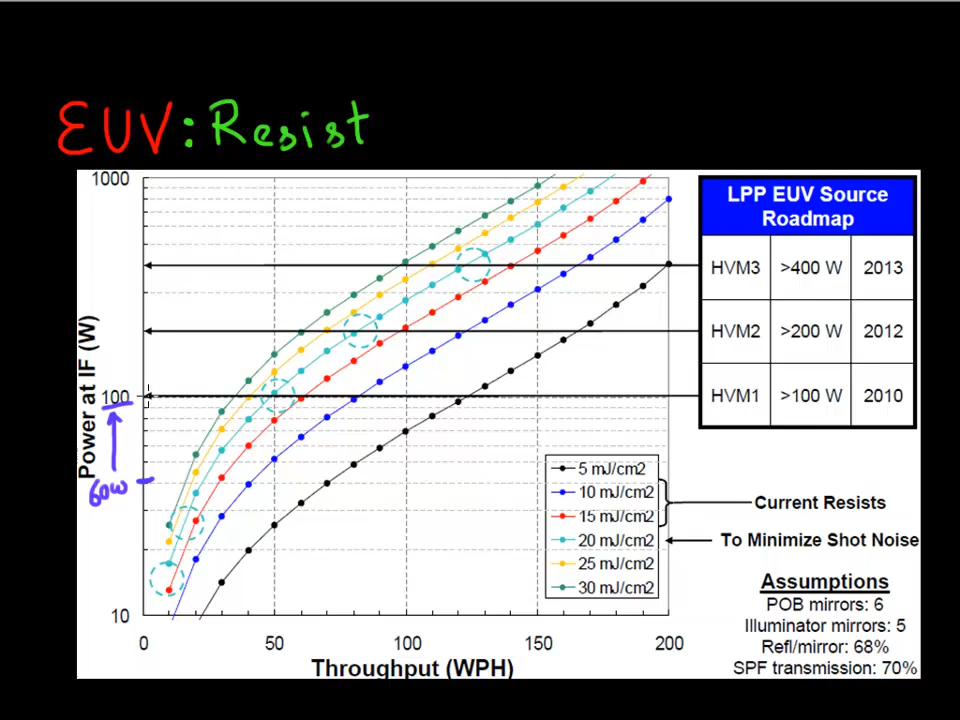 EUV: Resist
1000
100
10
Power at IF (W)
60w
0 50 100 150 200
Throughput (WPH)
LPP EUV Source
Roadmap
HVM3 >400 W 2013
HVM2 >200 W 2012
HVM1 >100 W 2010
5 mJ/cm2
10 mJ/cm2
15 mJ/cm2
20 mJ/cm2
25 mJ/cm2
30 mJ/cm2
Current Resists
To Minimize Shot Noise
Assumptions
POB mirrors: 6
Illuminator mirrors: 5
Refl/mirror: 68%
SPF transmission: 70%